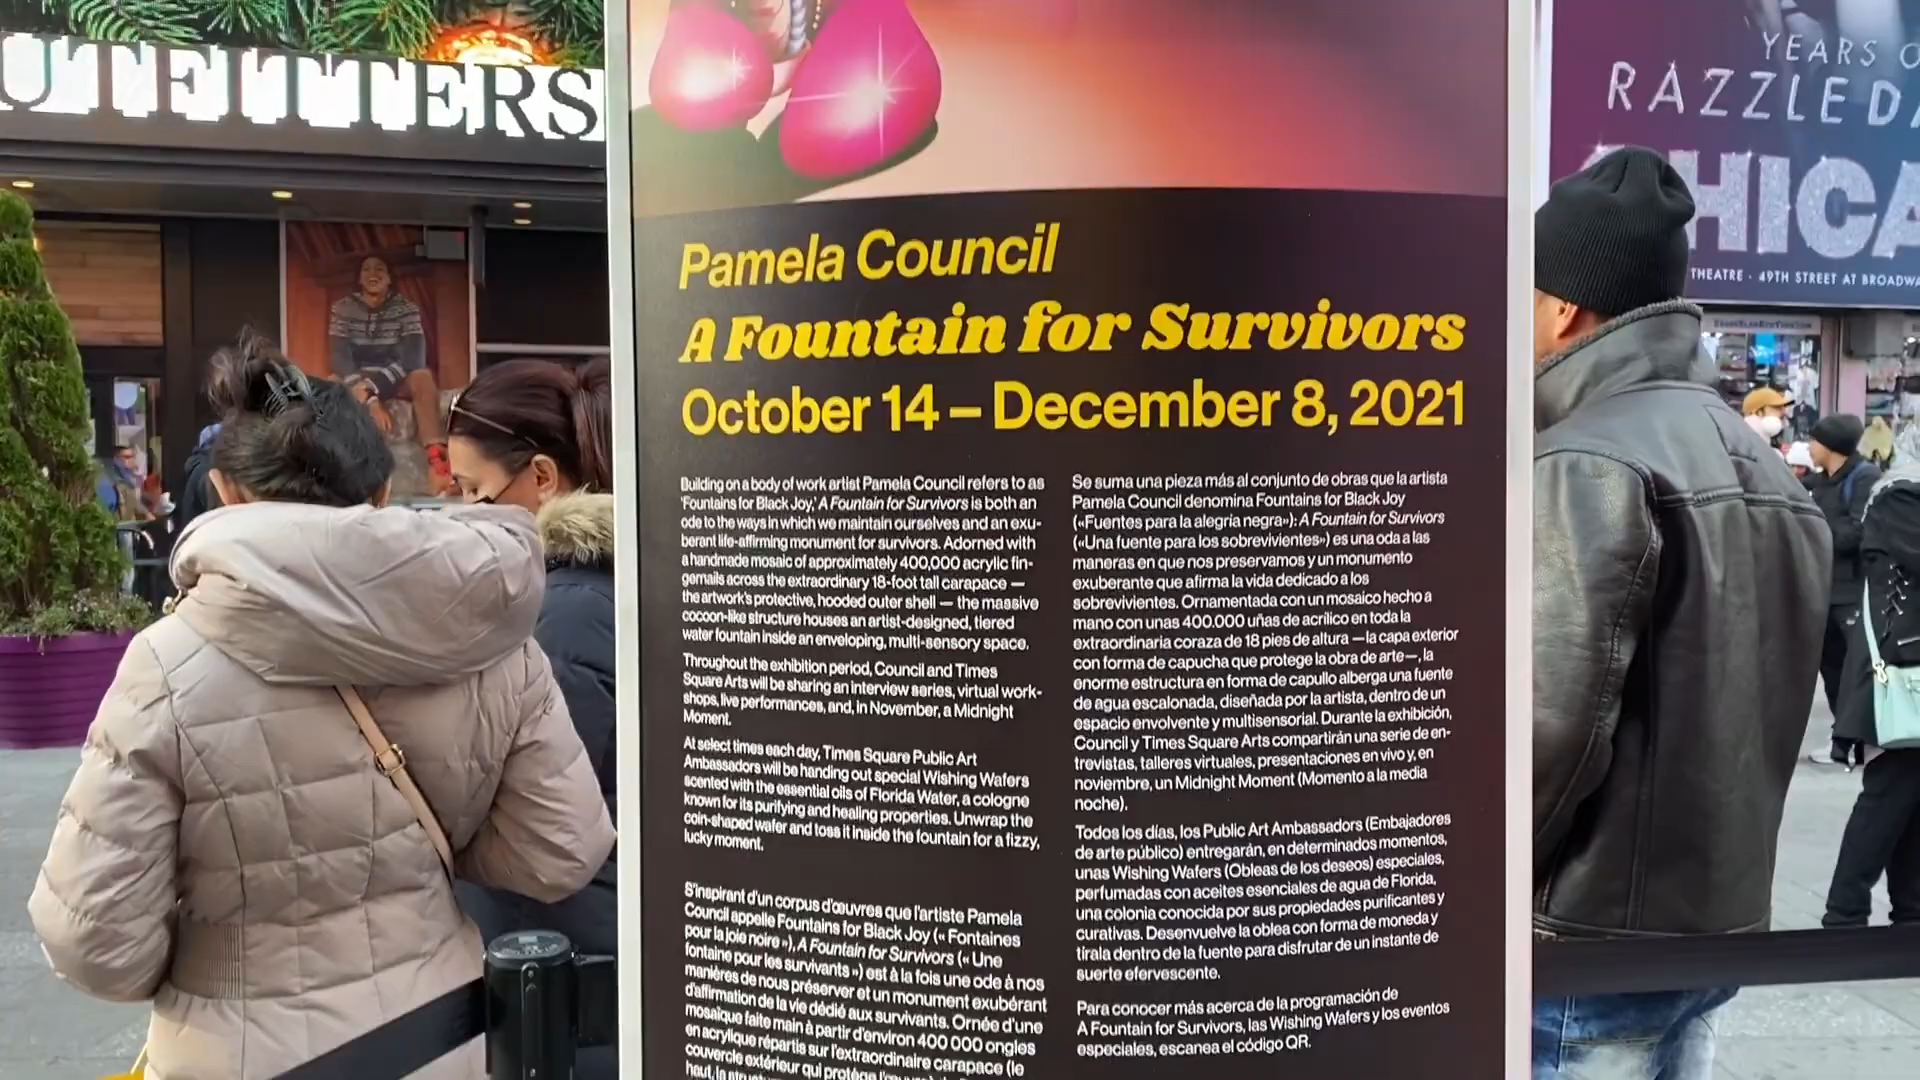 UTFITTERS
YEARS O
RAZZLE DA
CHICA
THEATRE · 49TH STREET AT BROADWA
Pamela Council
A Fountain for Survivors
October 14 – December 8, 2021
Building on a body of work artist Pamela Council refers to as
'Fountains for Black Joy,' A Fountain for Survivors is both an
ode to the ways in which we maintain ourselves and an exu-
berant life-affirming monument for survivors. Adorned with
a handmade mosaic of approximately 400,000 acrylic fin-
gernails across the extraordinary 18-foot tall carapace —
the artwork's protective, hooded outer shell — the massive
cocoon-like structure houses an artist-designed, tiered
water fountain inside an enveloping, multi-sensory space.
Throughout the exhibition period, Council and Times
Square Arts will be sharing an interview series, virtual work-
shops, live performances, and, in November, a Midnight
Moment.
At select times each day, Times Square Public Art
Ambassadors will be handing out special Wishing Wafers
scented with the essential oils of Florida Water, a cologne
known for its purifying and healing properties. Unwrap the
coin-shaped wafer and toss it inside the fountain for a fizzy,
lucky moment.
S'inspirant d'un corpus d'œuvres que l'artiste Pamela
Council appelle Fountains for Black Joy (« Fontaines
pour la joie noire »), A Fountain for Survivors (« Une
fontaine pour les survivants ») est à la fois une ode à nos
manières de nous préserver et un monument exubérant
d'affirmation de la vie dédié aux survivants. Ornée d'une
mosaïque faite main à partir d'environ 400 000 ongles
en acrylique répartis sur l'extraordinaire carapace (le
couvercle extérieur qui protège
haut, la
Se suma una pieza más al conjunto de obras que la artista
Pamela Council denomina Fountains for Black Joy
(«Fuentes para la alegría negra»): A Fountain for Survivors
(«Una fuente para los sobrevivientes») es una oda a las
maneras en que nos preservamos y un monumento
exuberante que afirma la vida dedicado a los
sobrevivientes. Ornamentada con un mosaico hecho a
mano con unas 400.000 uñas de acrílico en toda la
extraordinaria coraza de 18 pies de altura —la capa exterior
con forma de capucha que protege la obra de arte—, la
enorme estructura en forma de capullo alberga una fuente
de agua escalonada, diseñada por la artista, dentro de un
espacio envolvente y multisensorial. Durante la exhibición,
Council y Times Square Arts compartirán una serie de en-
trevistas, talleres virtuales, presentaciones en vivo y, en
noviembre, un Midnight Moment (Momento a la media
noche).
Todos los días, los Public Art Ambassadors (Embajadores
de arte público) entregarán, en determinados momentos,
unas Wishing Wafers (Obleas de los deseos) especiales,
perfumadas con aceites esenciales de agua de Florida,
una colonia conocida por sus propiedades purificantes y
curativas. Desenvuelve la oblea con forma de moneda y
tírala dentro de la fuente para disfrutar de un instante de
suerte efervescente.
Para conocer más acerca de la programación de
A Fountain for Survivors, las Wishing Wafers y los eventos
especiales, escanea el código QR.